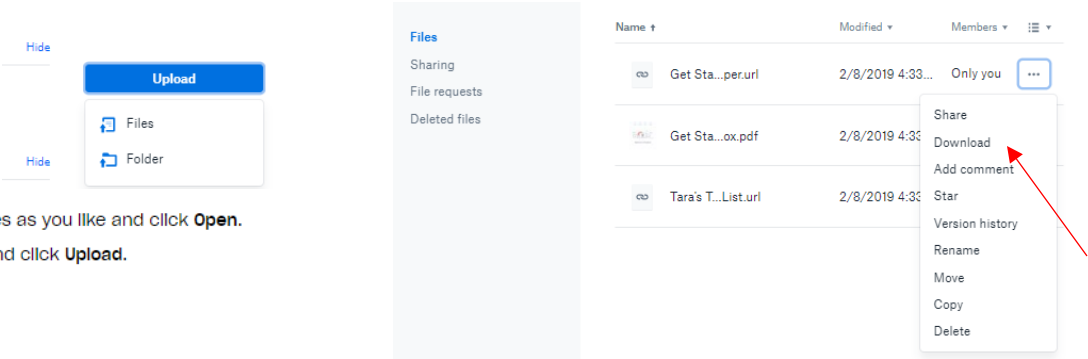 Hide
Upload
Files
Folder
Hide
es as you like and click Open.
nd click Upload.
Files
Sharing
File requests
Deleted files
Name ↑ Modified ▾ Members ▾
Get Sta...per.url 2/8/2019 4:33... Only you ...
Get Sta...ox.pdf 2/8/2019 4:33
Tara's T...List.url 2/8/2019 4:33
Share
Download
Add comment
Star
Version history
Rename
Move
Copy
Delete